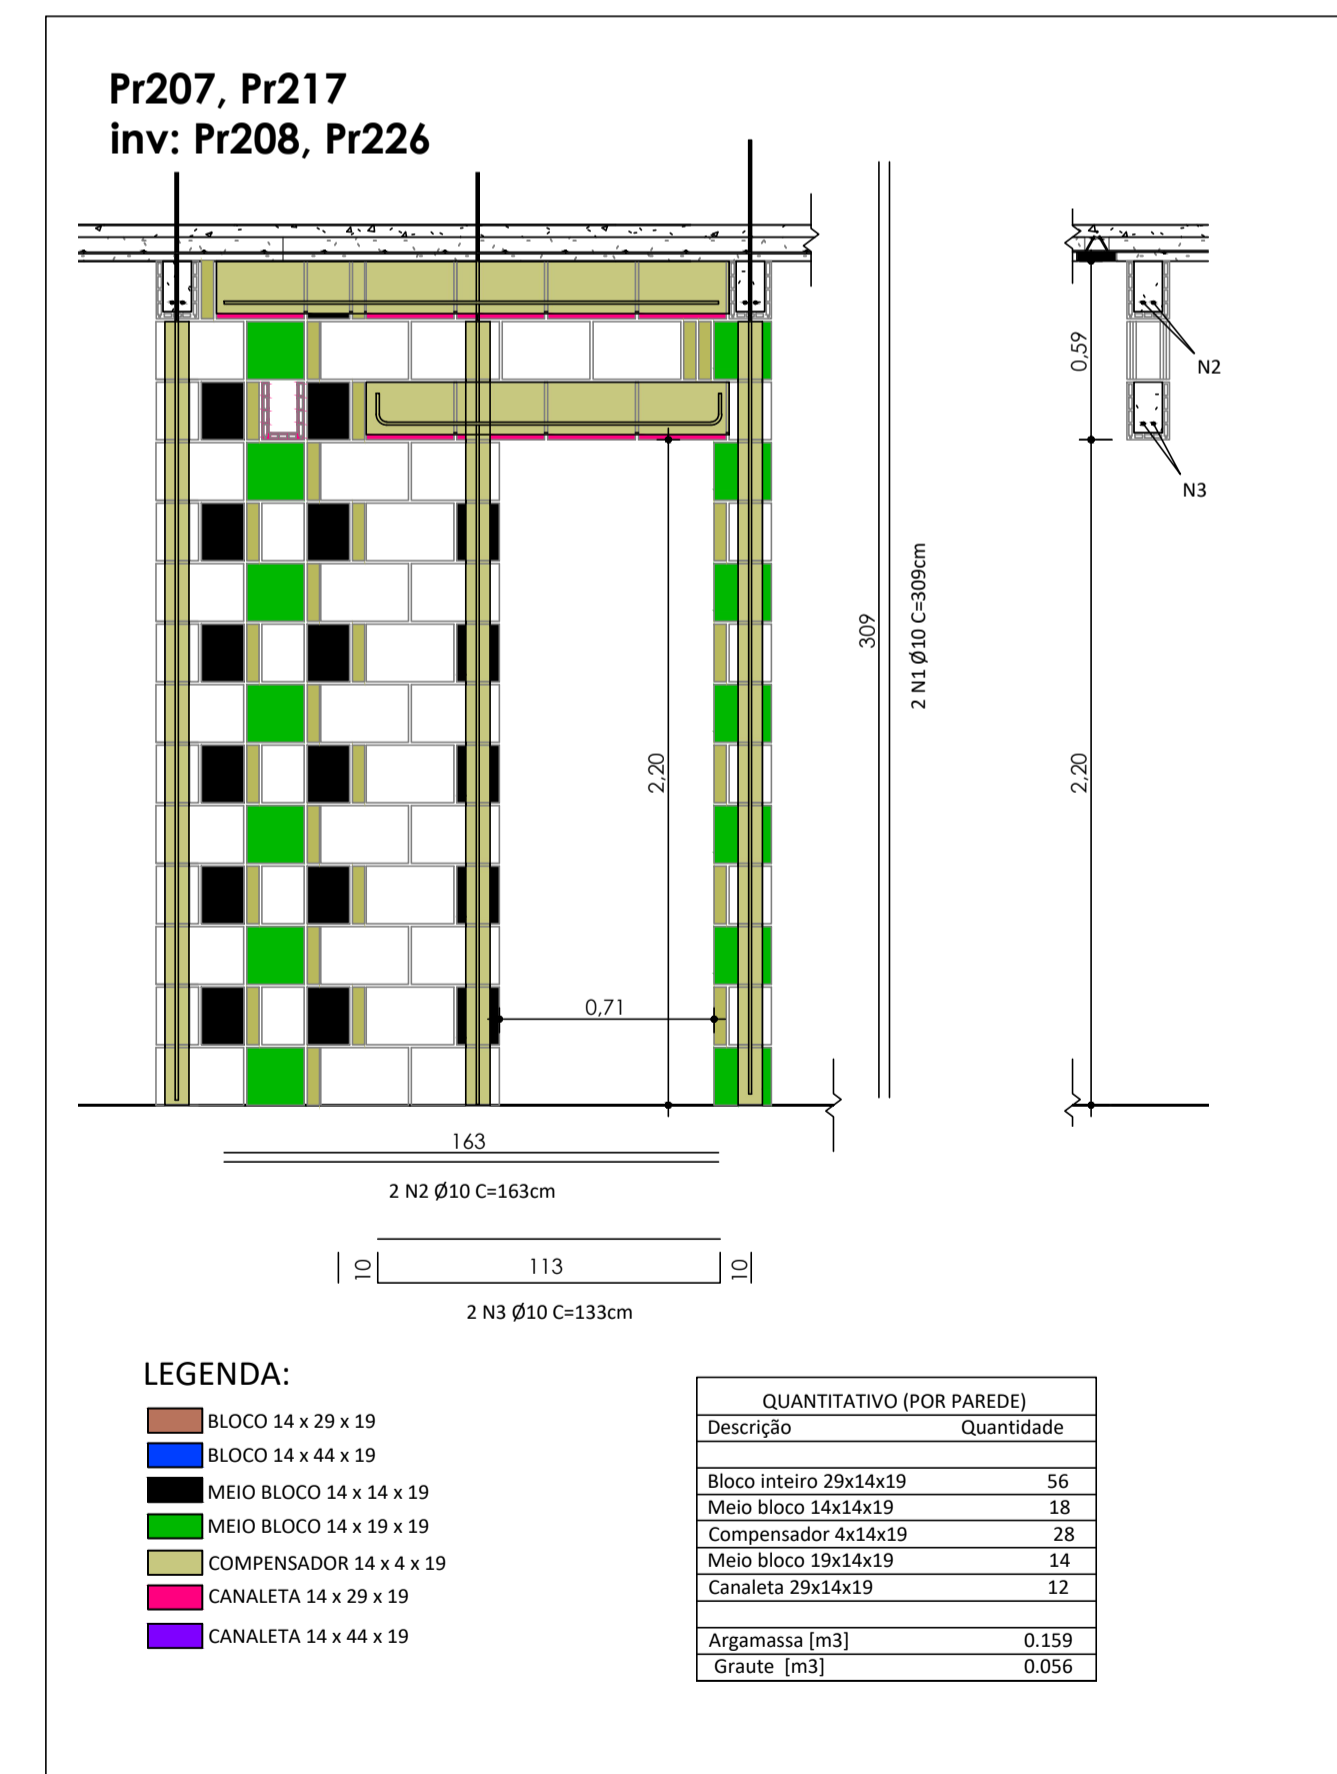 Pr207, Pr217
inv: Pr208, Pr226
0,59
N2
N3
309
2 N1 Ø10 C=309cm
2,20
2,20
0,71
163
2 N2 Ø10 C=163cm
10
113
10
2 N3 Ø10 C=133cm
LEGENDA:
BLOCO 14 x 29 x 19
BLOCO 14 x 44 x 19
MEIO BLOCO 14 x 14 x 19
MEIO BLOCO 14 x 19 x 19
COMPENSADOR 14 x 4 x 19
CANALETA 14 x 29 x 19
CANALETA 14 x 44 x 19
QUANTITATIVO (POR PAREDE)
Descrição Quantidade
Bloco inteiro 29x14x19 56
Meio bloco 14x14x19 18
Compensador 4x14x19 28
Meio bloco 19x14x19 14
Canaleta 29x14x19 12
Argamassa [m3] 0.159
Graute [m3] 0.056